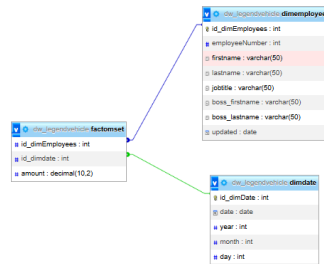 dw_legendvehicle dimemployee
id_dimEmployees : int
employeeNumber : int
firstname : varchar(50)
lastname : varchar(50)
jobtitle : varchar(50)
boss_firstname : varchar(50)
boss_lastname : varchar(50)
updated : date
dw_legendvehicle factomset
id_dimEmployees : int
id_dimdate : int
amount : decimal(10,2)
dw_legendvehicle dimdate
id_dimDate : int
date : date
year : int
month : int
day : int